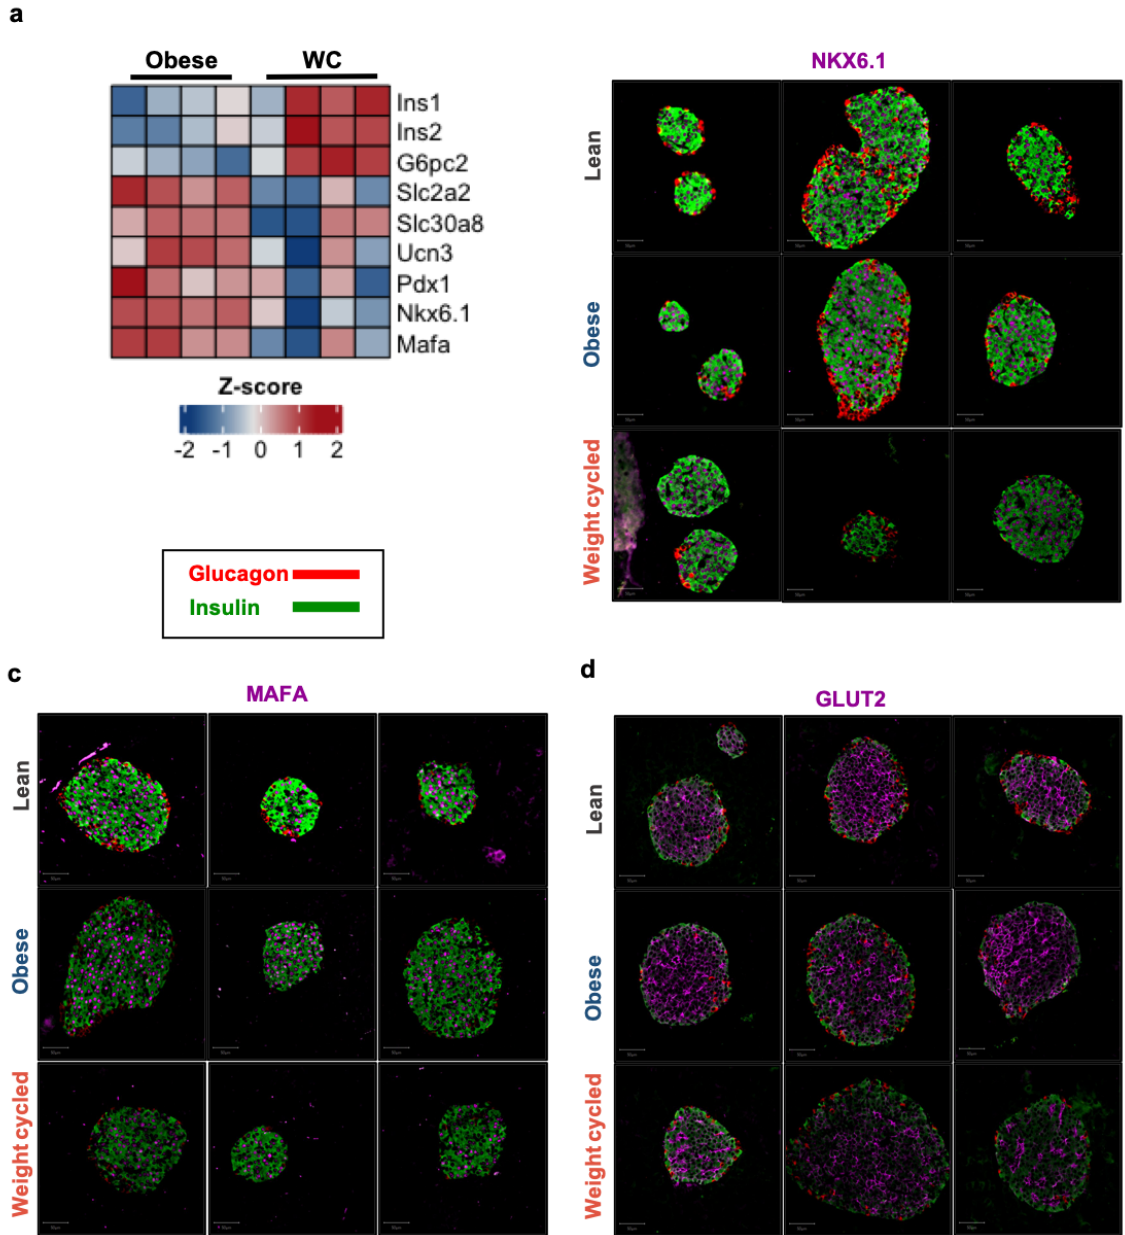 a
Obese
WC
Ins1
Ins2
G6pc2
Slc2a2
Slc30a8
Ucn3
Pdx1
Nkx6.1
Mafa
Z-score
-2 -1 0 1 2
Glucagon
Insulin
NKX6.1
Lean
Obese
Weight cycled
c
MAFA
Lean
Obese
Weight cycled
d
GLUT2
Lean
Obese
Weight cycled